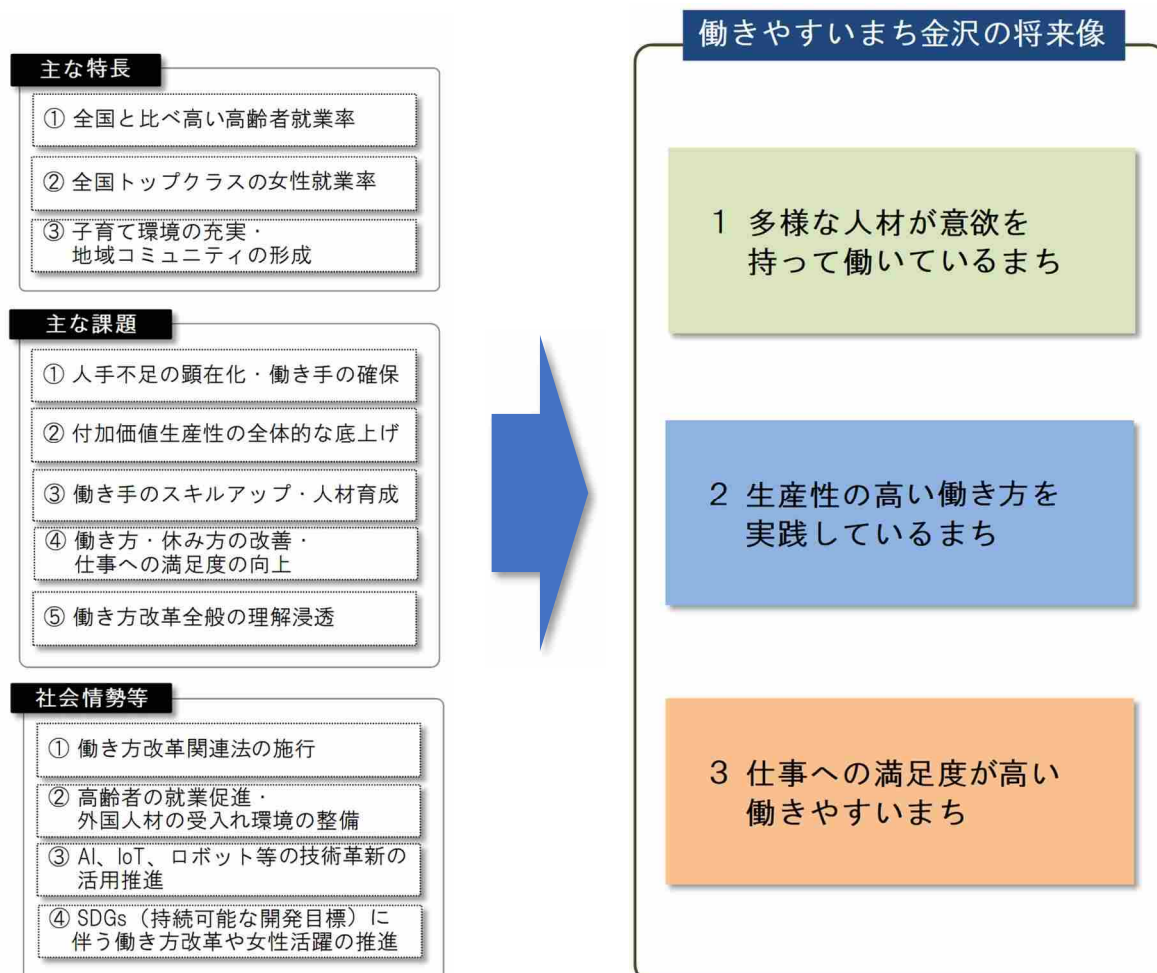 主な特長
① 全国と比べ高い高齢者就業率
② 全国トップクラスの女性就業率
③ 子育て環境の充実・
地域コミュニティの形成
主な課題
① 人手不足の顕在化・働き手の確保
② 付加価値生産性の全体的な底上げ
③ 働き手のスキルアップ・人材育成
④ 働き方・休み方の改善・
仕事への満足度の向上
⑤ 働き方改革全般の理解浸透
社会情勢等
① 働き方改革関連法の施行
② 高齢者の就業促進・
外国人材の受入れ環境の整備
③ AI、IoT、ロボット等の技術革新の
活用推進
④ SDGs（持続可能な開発目標）に
伴う働き方改革や女性活躍の推進
働きやすいまち金沢の将来像
1 多様な人材が意欲を
持って働いているまち
2 生産性の高い働き方を
実践しているまち
3 仕事への満足度が高い
働きやすいまち